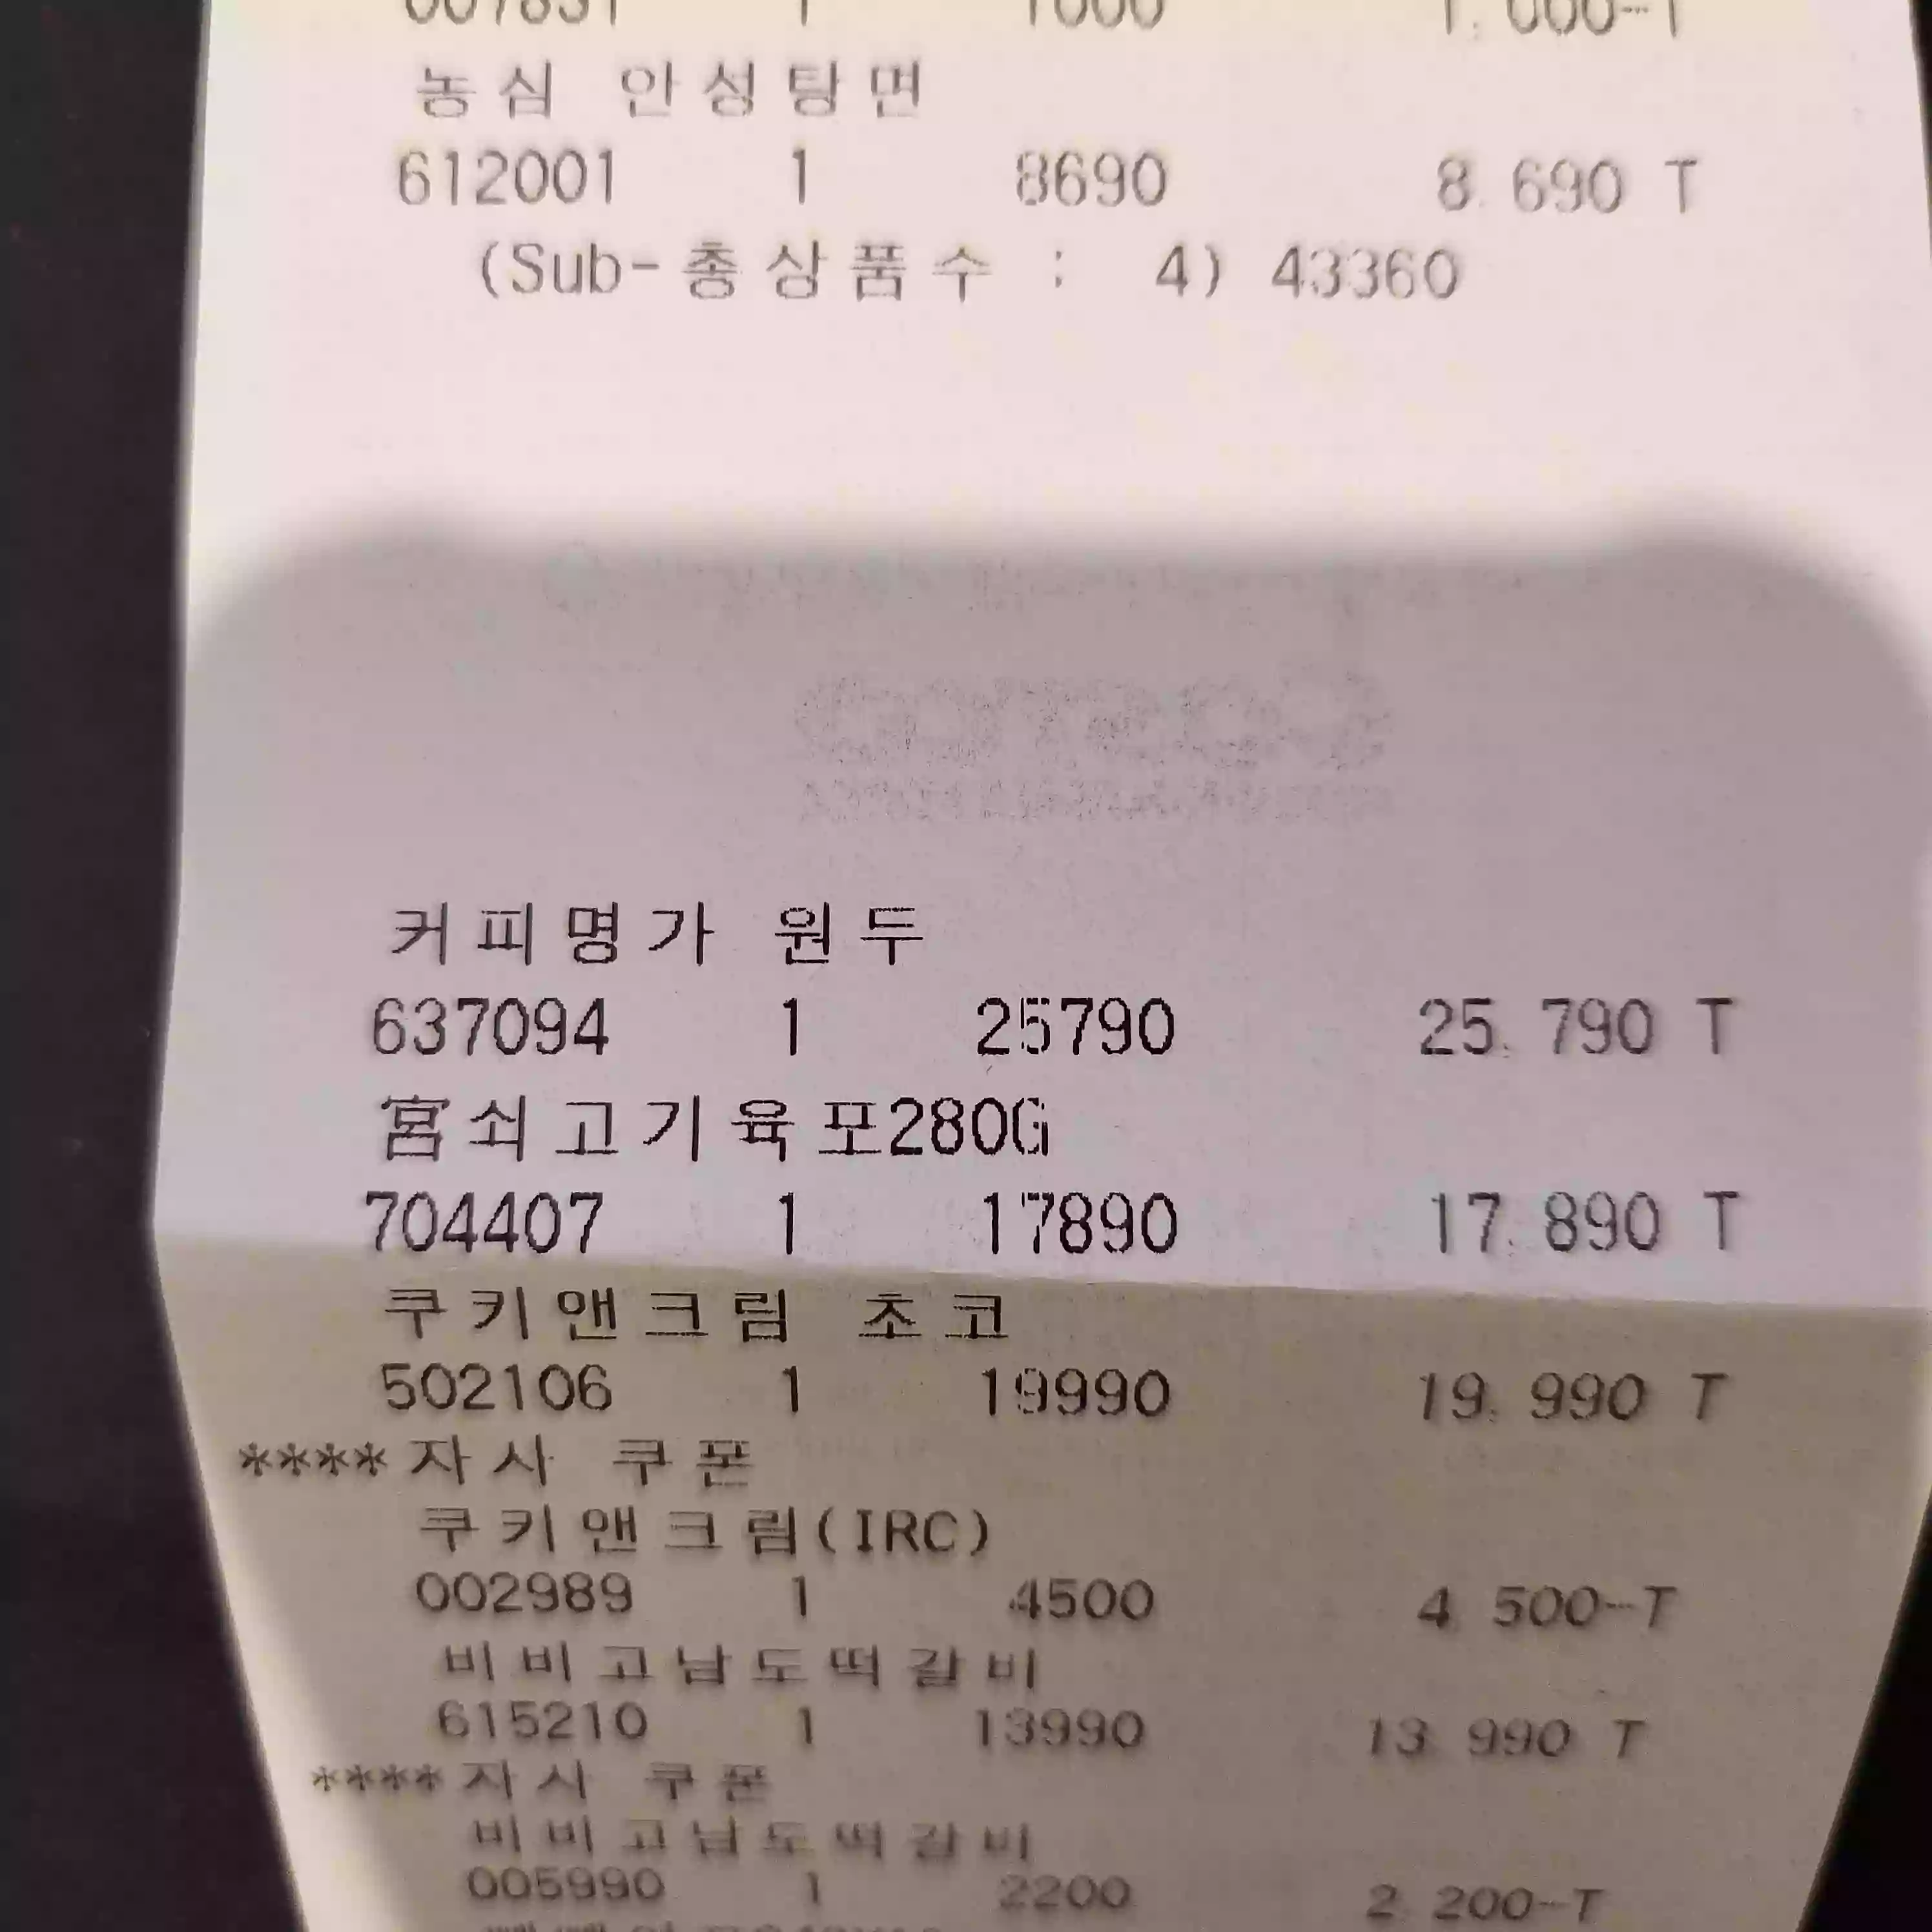 007831 1 1000 1.000-T
농심 안성탕면
612001 1 8690 8.690 T
(Sub-총상품수 : 4) 43360
커피명가 원두
637094 1 25790 25.790 T
宮쇠고기육포280G
704407 1 17890 17.890 T
쿠키앤크림 초코
502106 1 19990 19.990 T
****자사 쿠폰
쿠키앤크림(IRC)
002989 1 4500 4.500-T
비비고남도떡갈비
615210 1 13990 13.990 T
****자사 쿠폰
비비고남도떡갈비
005990 1 2200 2.200-T